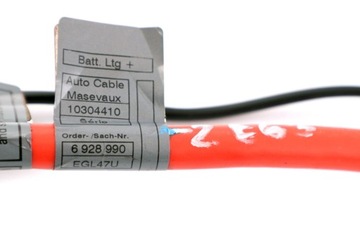 Batt. Ltg +
Auto Cable
Masevaux
10304410
Order- /Sach-Nr.
6 928 990
EGL47U